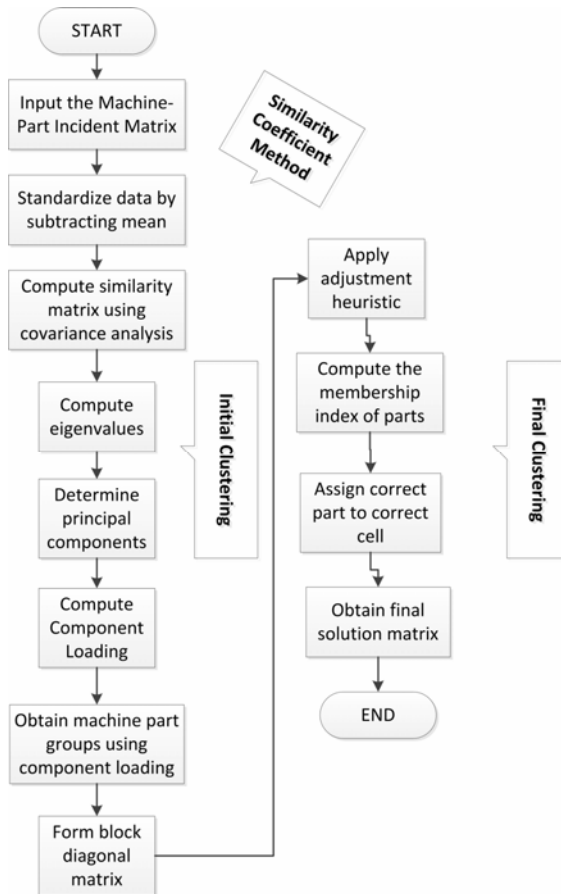 START
Input the Machine-
Part Incident Matrix
Standardize data by
subtracting mean
Compute similarity
matrix using
covariance analysis
Compute
eigenvalues
Determine
principal
components
Compute
Component
Loading
Obtain machine part
groups using
component loading
Form block
diagonal
matrix
Similarity
Coefficient
Method
Initial Clustering
Apply
adjustment
heuristic
Compute the
membership
index of parts
Assign correct
part to correct
cell
Obtain final
solution matrix
END
Final Clustering